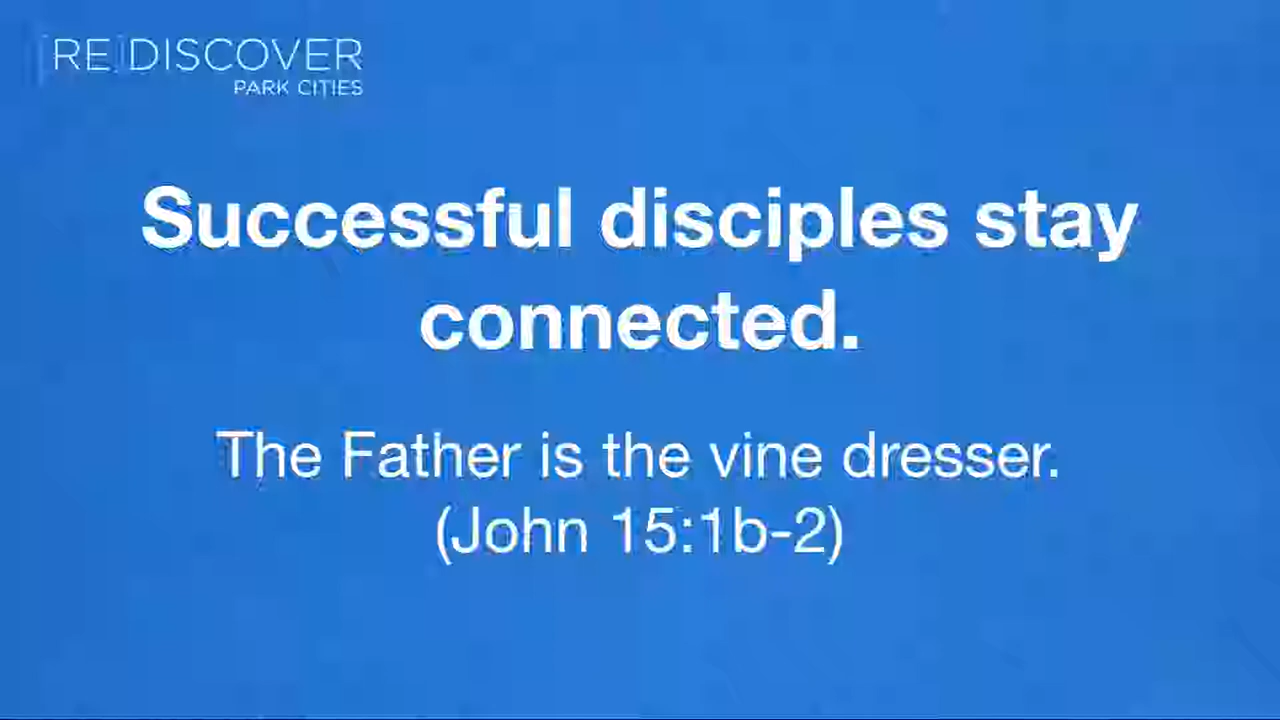 [RE]DISCOVER
PARK CITIES
Successful disciples stay
connected.
The Father is the vine dresser.
(John 15:1b-2)